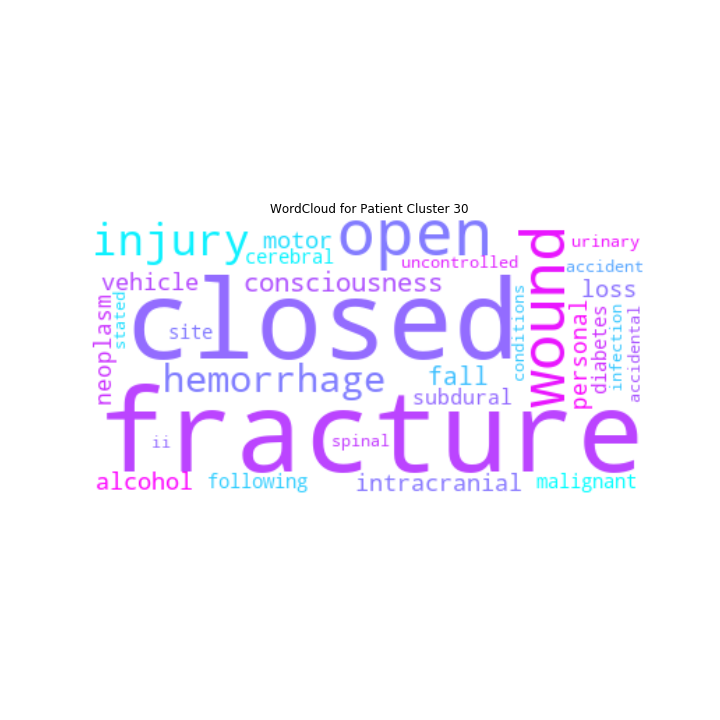 WordCloud for Patient Cluster 30
injury
motor
open
cerebral
uncontrolled
wound
urinary
accident
vehicle
consciousness
loss
closed
site
neoplasm
stated
conditions
personal
diabetes
infection
accidental
hemorrhage
fall
subdural
fracture
ii
spinal
alcohol
following
intracranial
malignant